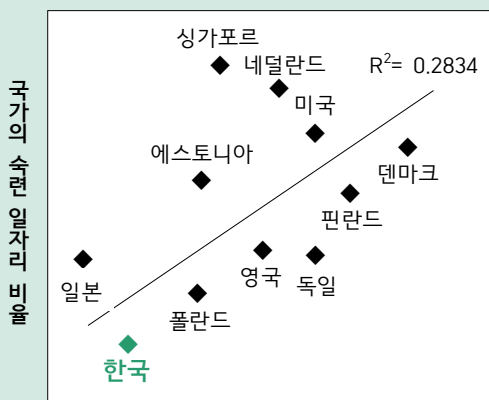 싱가포르
네덜란드
R²= 0.2834
미국
에스토니아
덴마크
핀란드
영국
독일
일본
폴란드
한국
국가의 숙련 일자리 비율